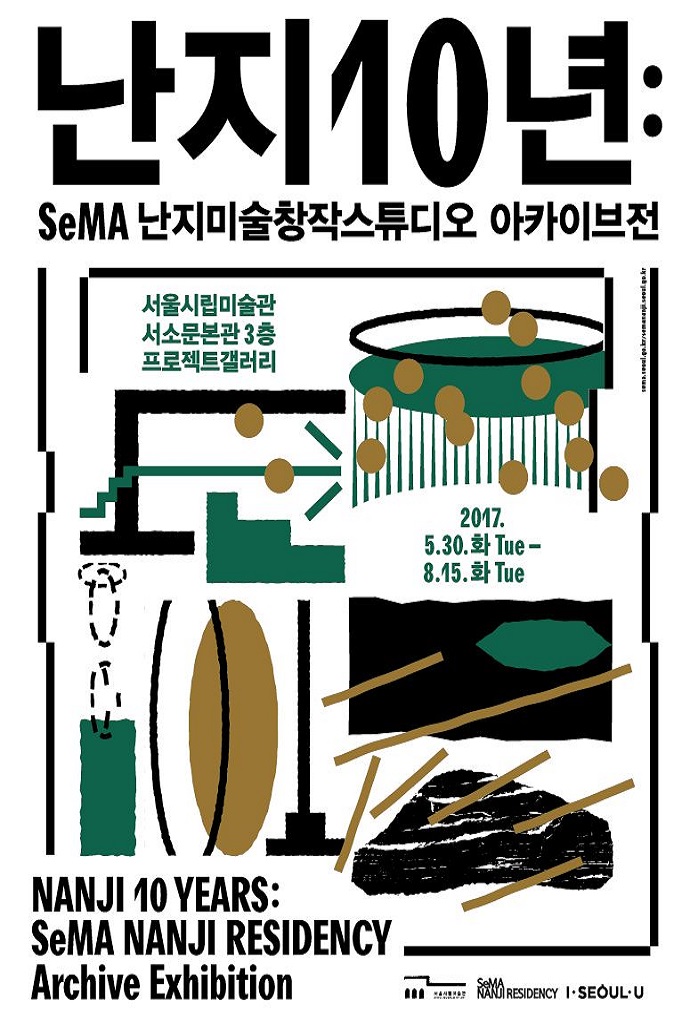 난지10년:
SeMA 난지미술창작스튜디오 아카이브전
sema.seoul.go.kr/semananji.seoul.go.kr
서울시립미술관
서소문본관 3층
프로젝트갤러리
2017.
5.30.화 Tue –
8.15.화 Tue
NANJI 10 YEARS:
SeMA NANJI RESIDENCY
Archive Exhibition
서울시립미술관
SeMA
NANJI RESIDENCY
I·SEOUL·U